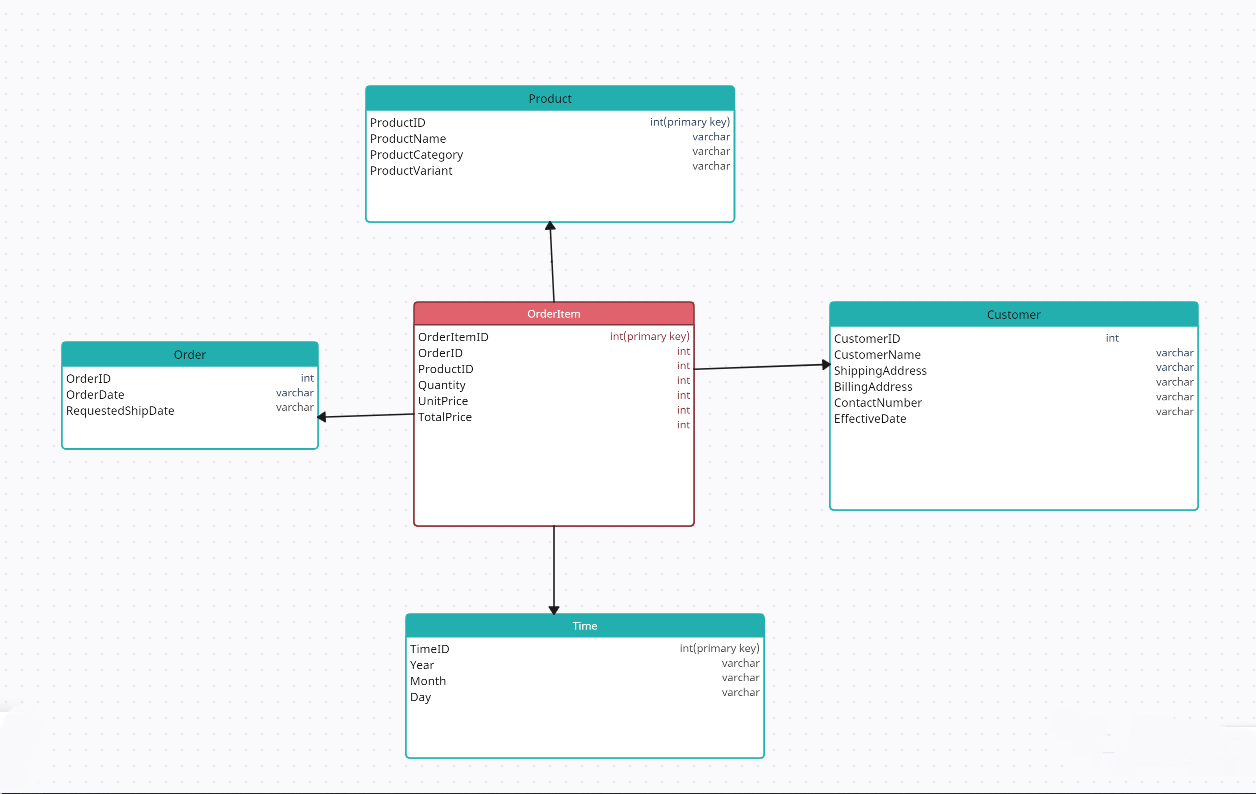 Product
ProductID int(primary key)
ProductName varchar
ProductCategory varchar
ProductVariant varchar
OrderItem
OrderItemID int(primary key)
OrderID int
ProductID int
Quantity int
UnitPrice int
TotalPrice int
int
Customer
CustomerID int
CustomerName varchar
ShippingAddress varchar
BillingAddress varchar
ContactNumber varchar
EffectiveDate varchar
Order
OrderID int
OrderDate varchar
RequestedShipDate varchar
Time
TimeID int(primary key)
Year varchar
Month varchar
Day varchar